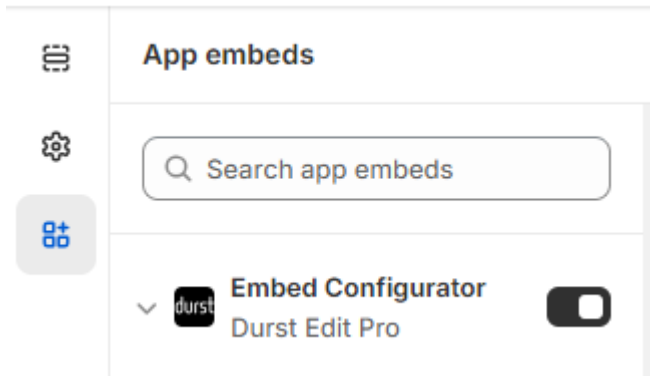 App embeds
Search app embeds
durst
Embed Configurator
Durst Edit Pro